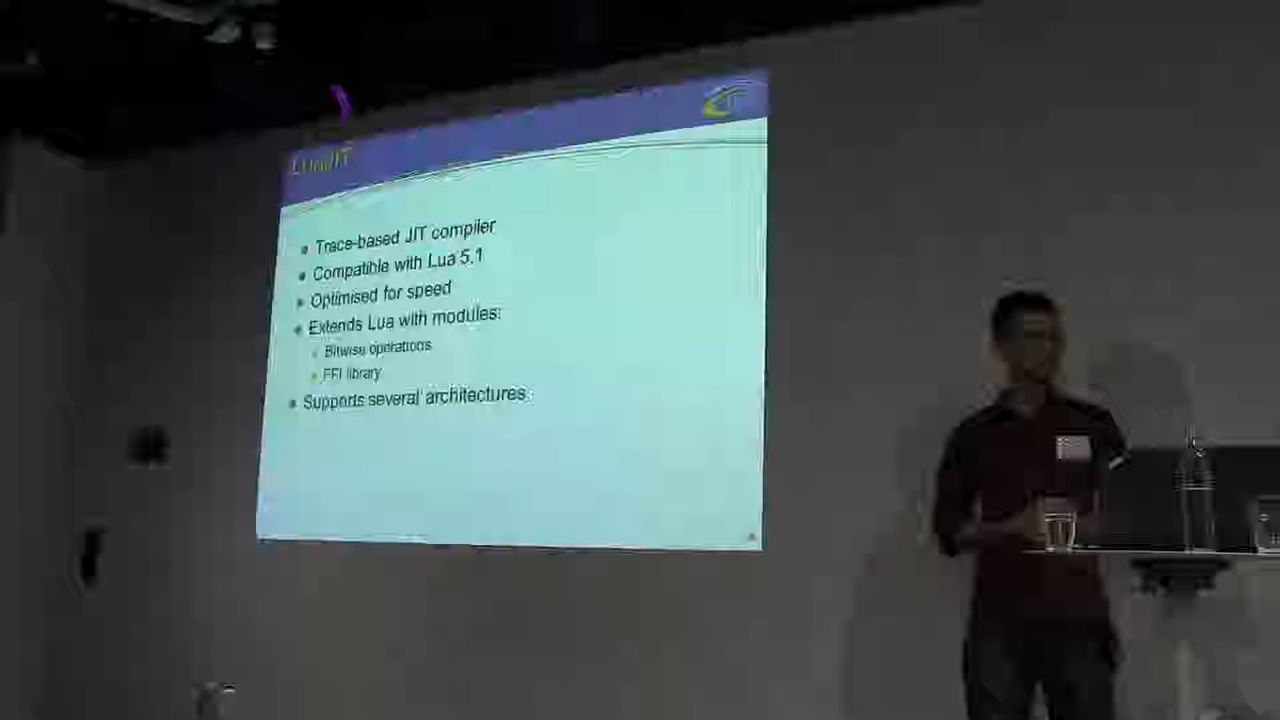 LuaJIT
Trace-based JIT compiler
Compatible with Lua 5.1
Optimised for speed
Extends Lua with modules:
Bitwise operations
FFI library
Supports several architectures